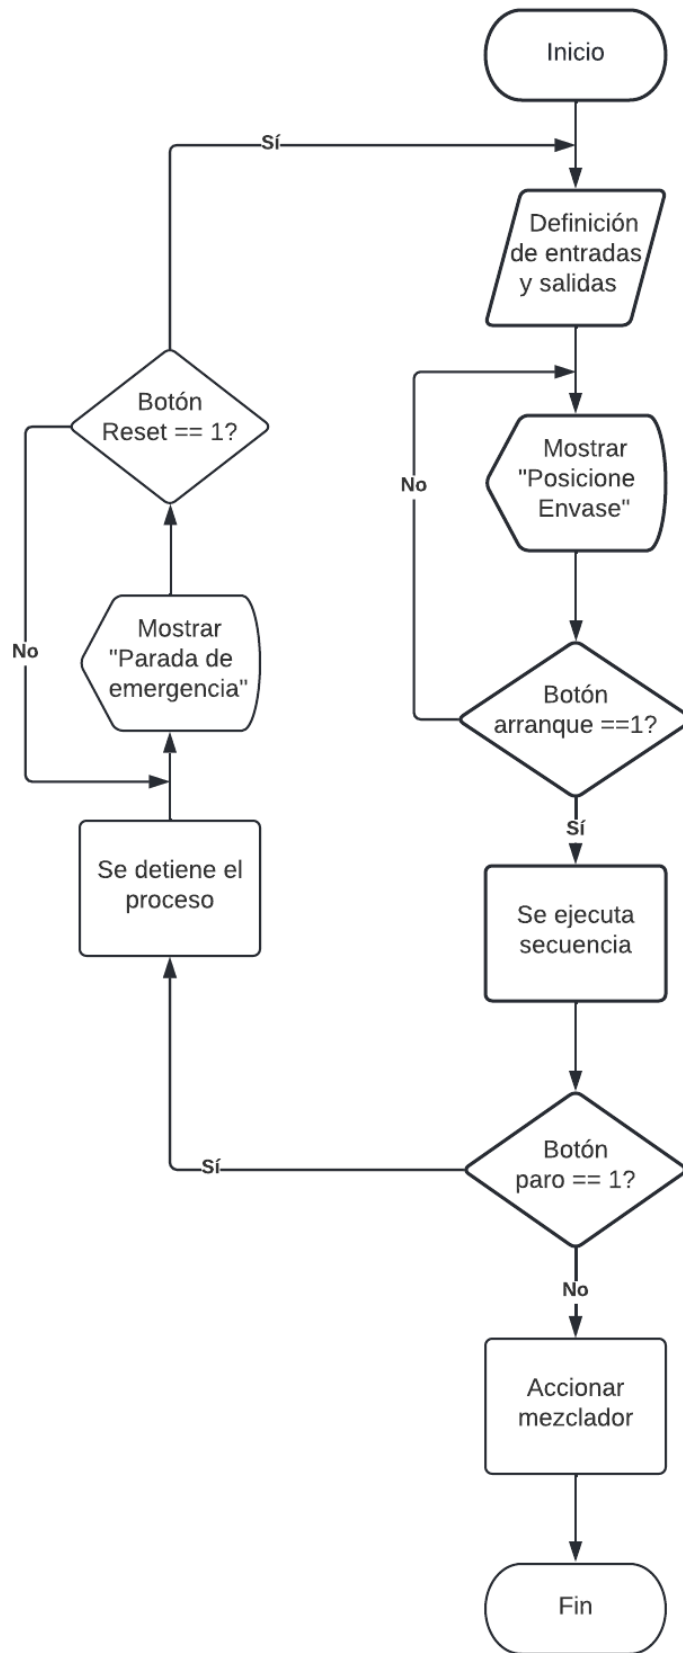 Inicio
Sí
Definición
de entradas
y salidas
Botón
Reset == 1?
Mostrar
"Posicione
Envase"
No
Mostrar
"Parada de
emergencia"
No
Botón
arranque ==1?
Sí
Se detiene el
proceso
Se ejecuta
secuencia
Botón
paro == 1?
Sí
No
Accionar
mezclador
Fin